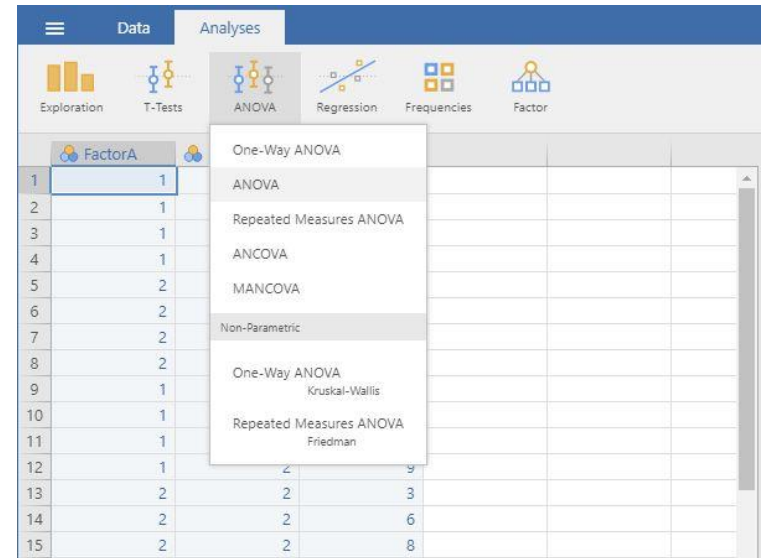 Data Analyses
Exploration T-Tests ANOVA Regression Frequencies Factor
FactorA
One-Way ANOVA
1 1
ANOVA
2 1
Repeated Measures ANOVA
3 1
4 1
ANCOVA
5 2
MANCOVA
6 2
Non-Parametric
7 2
8 2
One-Way ANOVA
Kruskal-Wallis
9 1
10 1
Repeated Measures ANOVA
Friedman
11 1
12 1 2 9
13 2 2 3
14 2 2 6
15 2 2 8